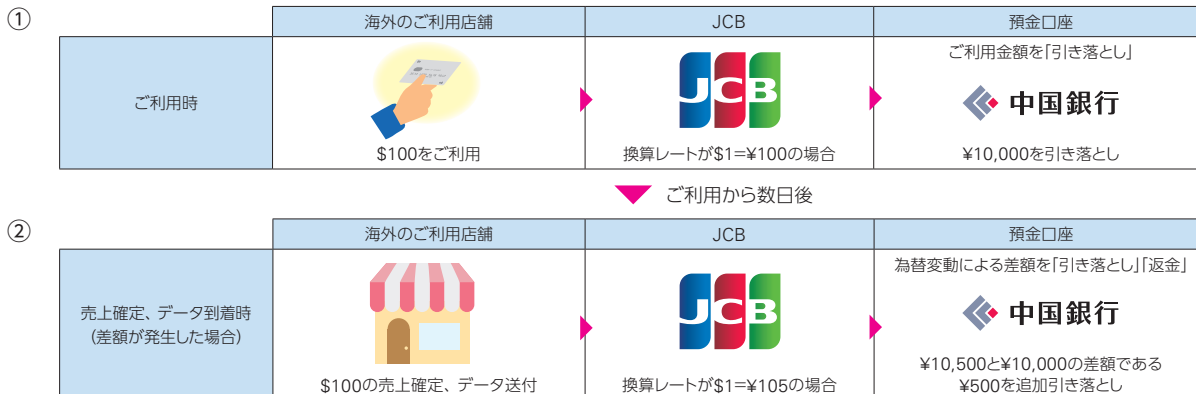 ①
海外のご利用店舗
JCB
預金口座
ご利用時
$100をご利用
JCB
換算レートが$1=¥100の場合
ご利用金額を「引き落とし」
中国銀行
¥10,000を引き落とし
ご利用から数日後
②
海外のご利用店舗
JCB
預金口座
売上確定、データ到着時
(差額が発生した場合)
$100の売上確定、データ送付
JCB
換算レートが$1=¥105の場合
為替変動による差額を「引き落とし」「返金」
中国銀行
¥10,500と¥10,000の差額である
¥500を追加引き落とし